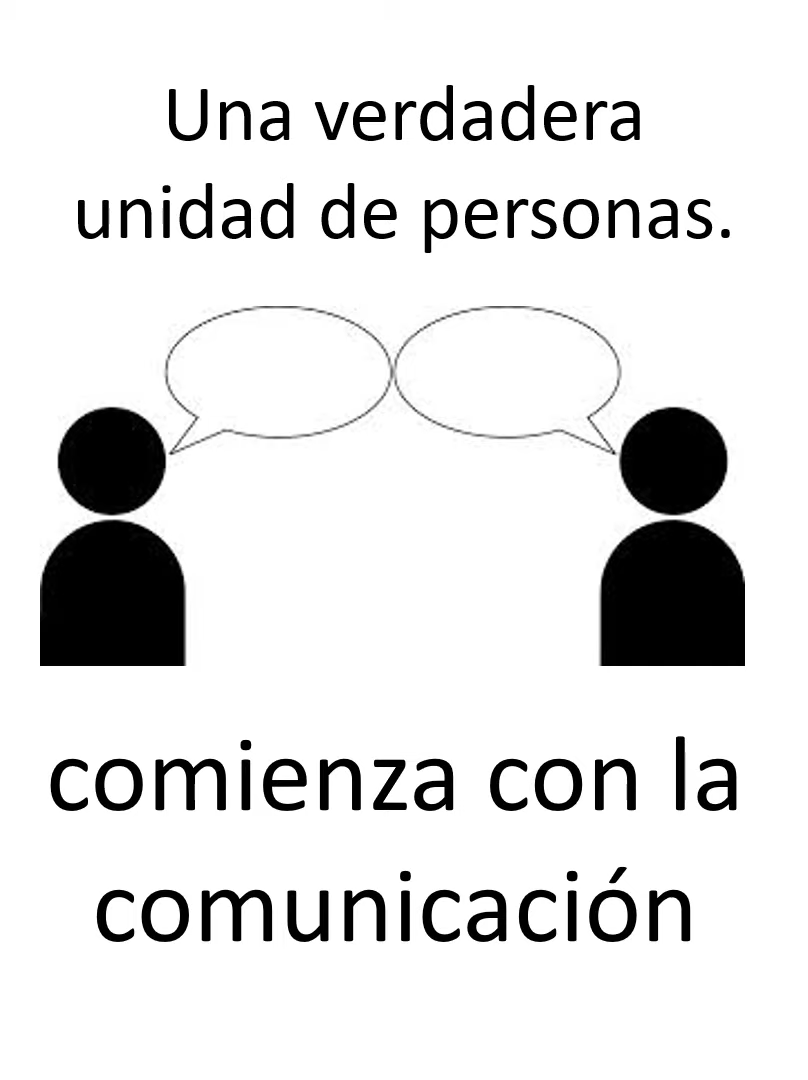 Una verdadera
unidad de personas.
comienza con la
comunicación